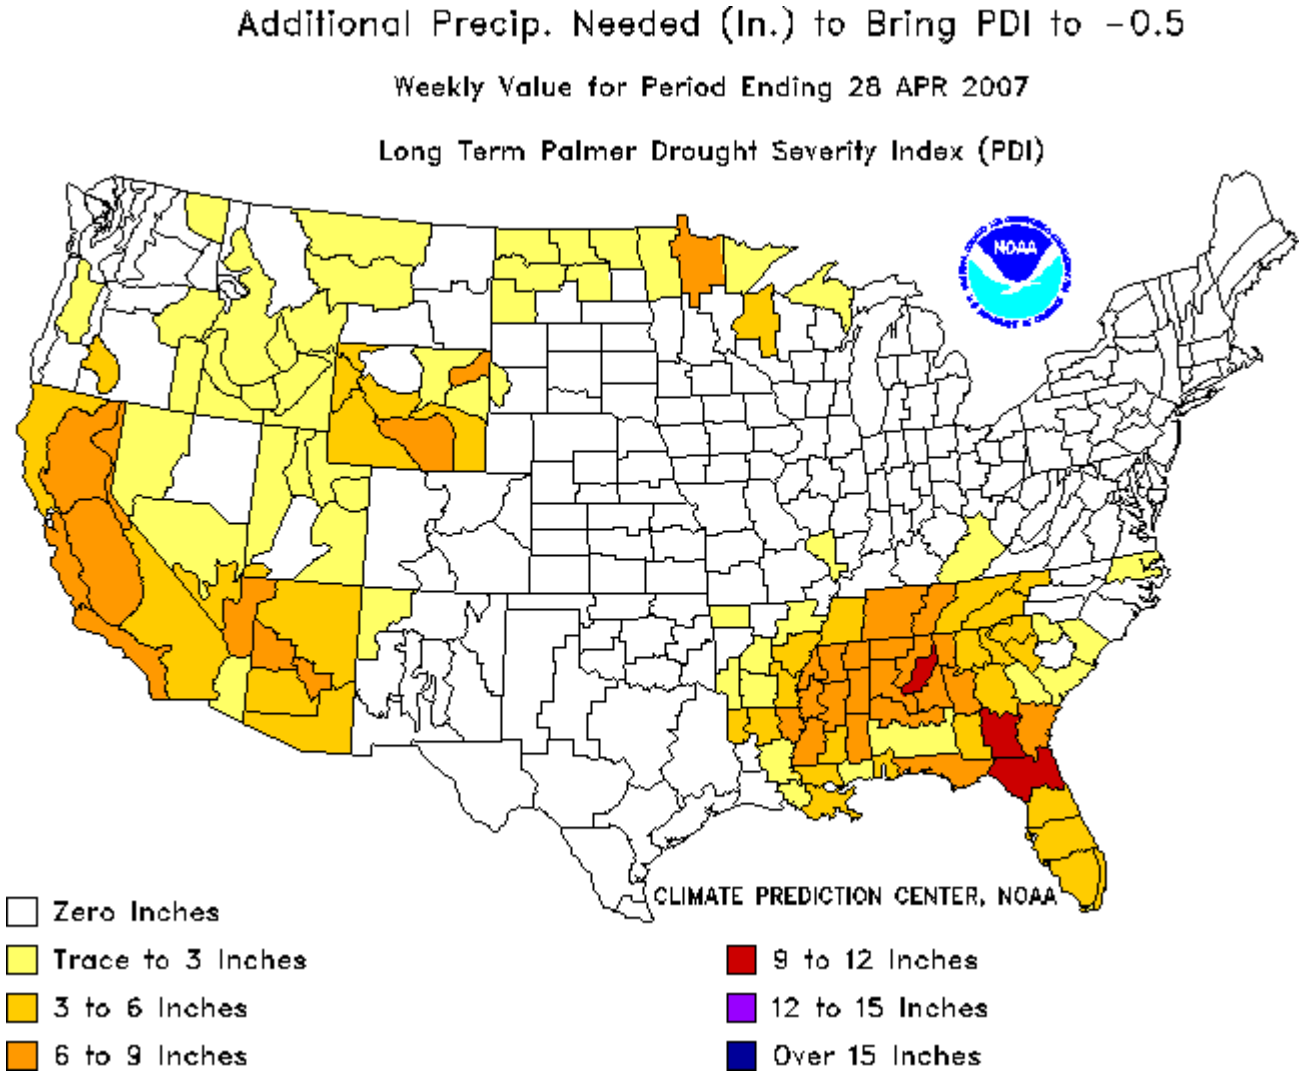 Additional Precip. Needed (In.) to Bring PDI to -0.5
Weekly Value for Period Ending 28 APR 2007
Long Term Palmer Drought Severity Index (PDI)
NOAA
CLIMATE PREDICTION CENTER, NOAA
Zero Inches
Trace to 3 Inches
3 to 6 Inches
6 to 9 Inches
9 to 12 Inches
12 to 15 Inches
Over 15 Inches